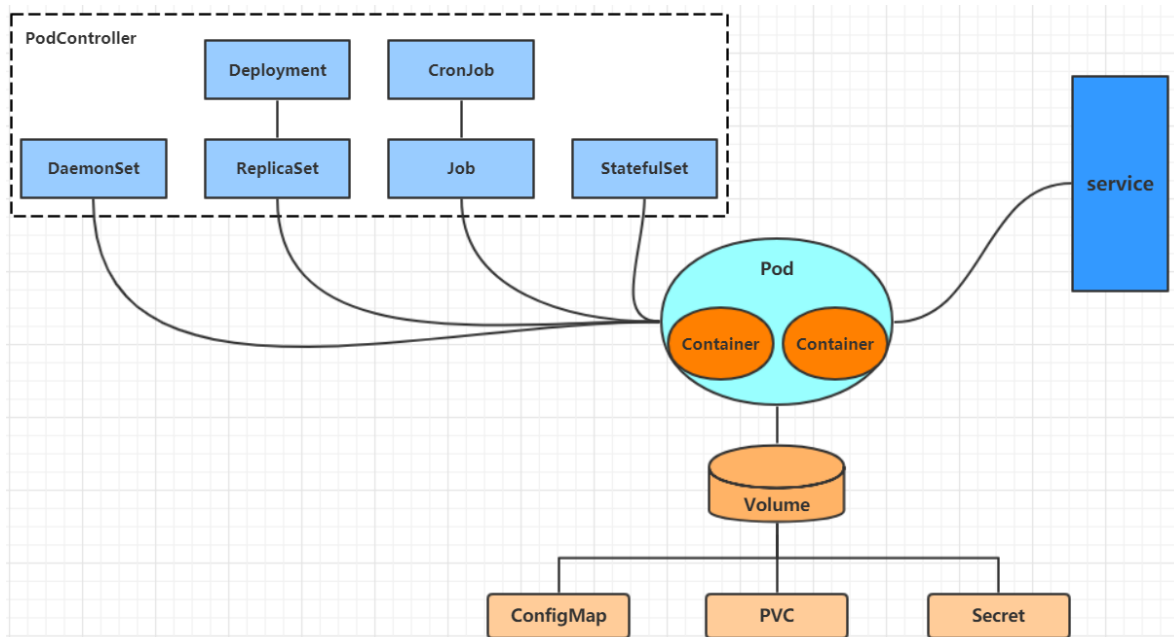 PodController
Deployment
CronJob
DaemonSet
ReplicaSet
Job
StatefulSet
service
Pod
Container
Container
Volume
ConfigMap
PVC
Secret